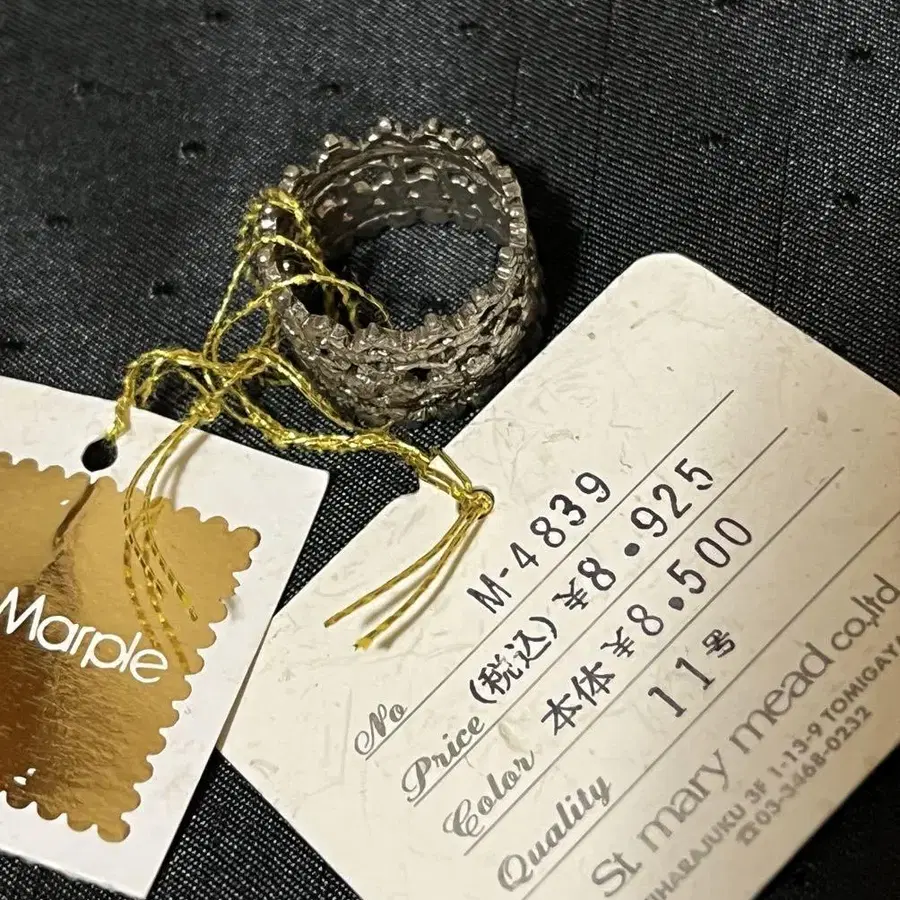 Marple
No M-4839
Price (税込) ¥8.925
Color 本体 ¥8.500
Quality 11号
St mary mead co,ltd
3F 1-13-9 TOMIGAYA
☎03-3468-0232